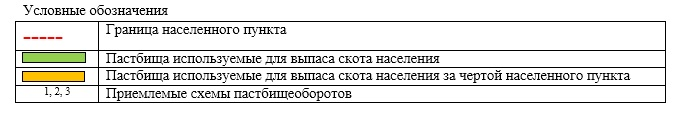 Условные обозначения
Граница населенного пункта
Пастбища используемые для выпаса скота населения
Пастбища используемые для выпаса скота населения за чертой населенного пункта
1, 2, 3 Приемлемые схемы пастбищеоборотов